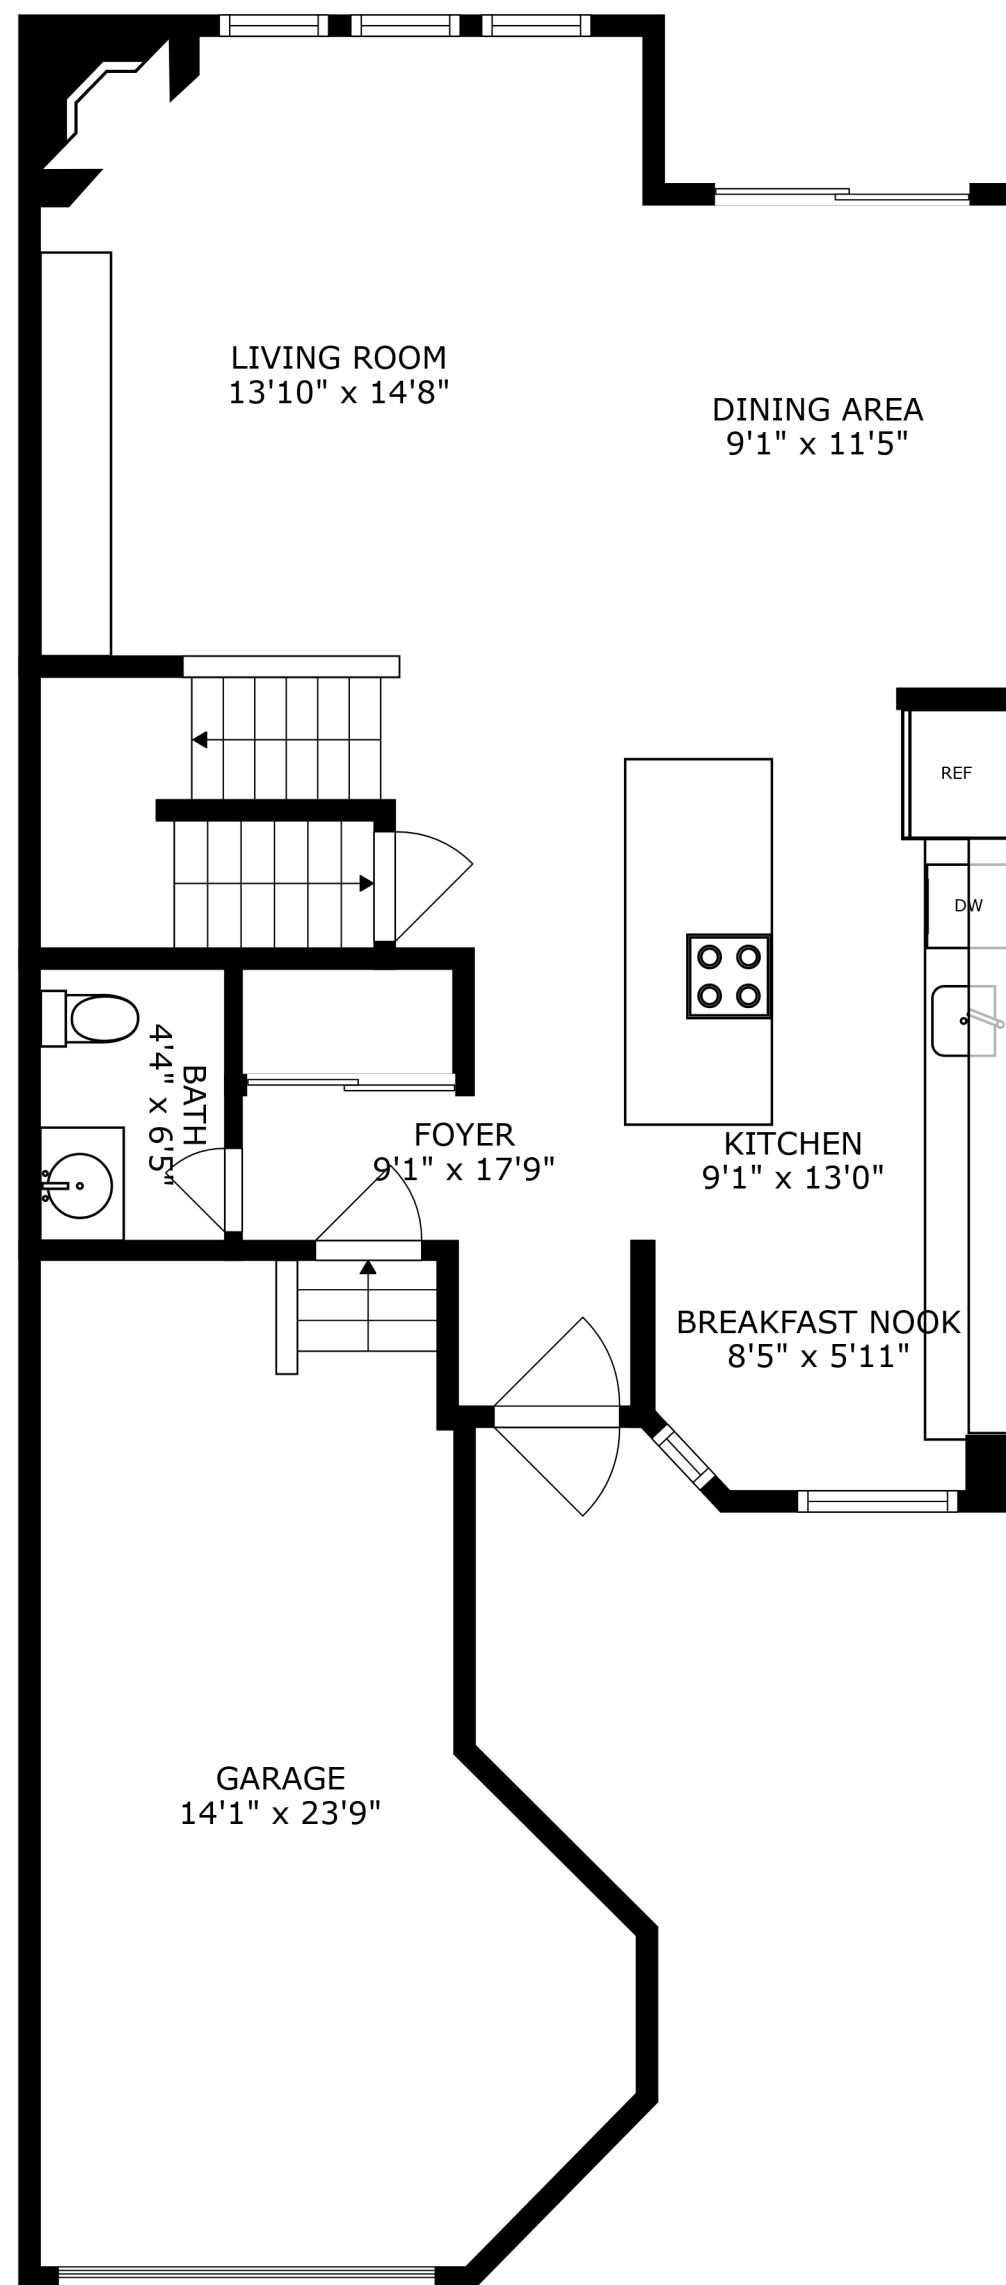 LIVING ROOM
13'10" x 14'8"
DINING AREA
9'1" x 11'5"
REF
DW
BATH
4'4" x 6'5"
FOYER
9'1" x 17'9"
KITCHEN
9'1" x 13'0"
BREAKFAST NOOK
8'5" x 5'11"
GARAGE
14'1" x 23'9"